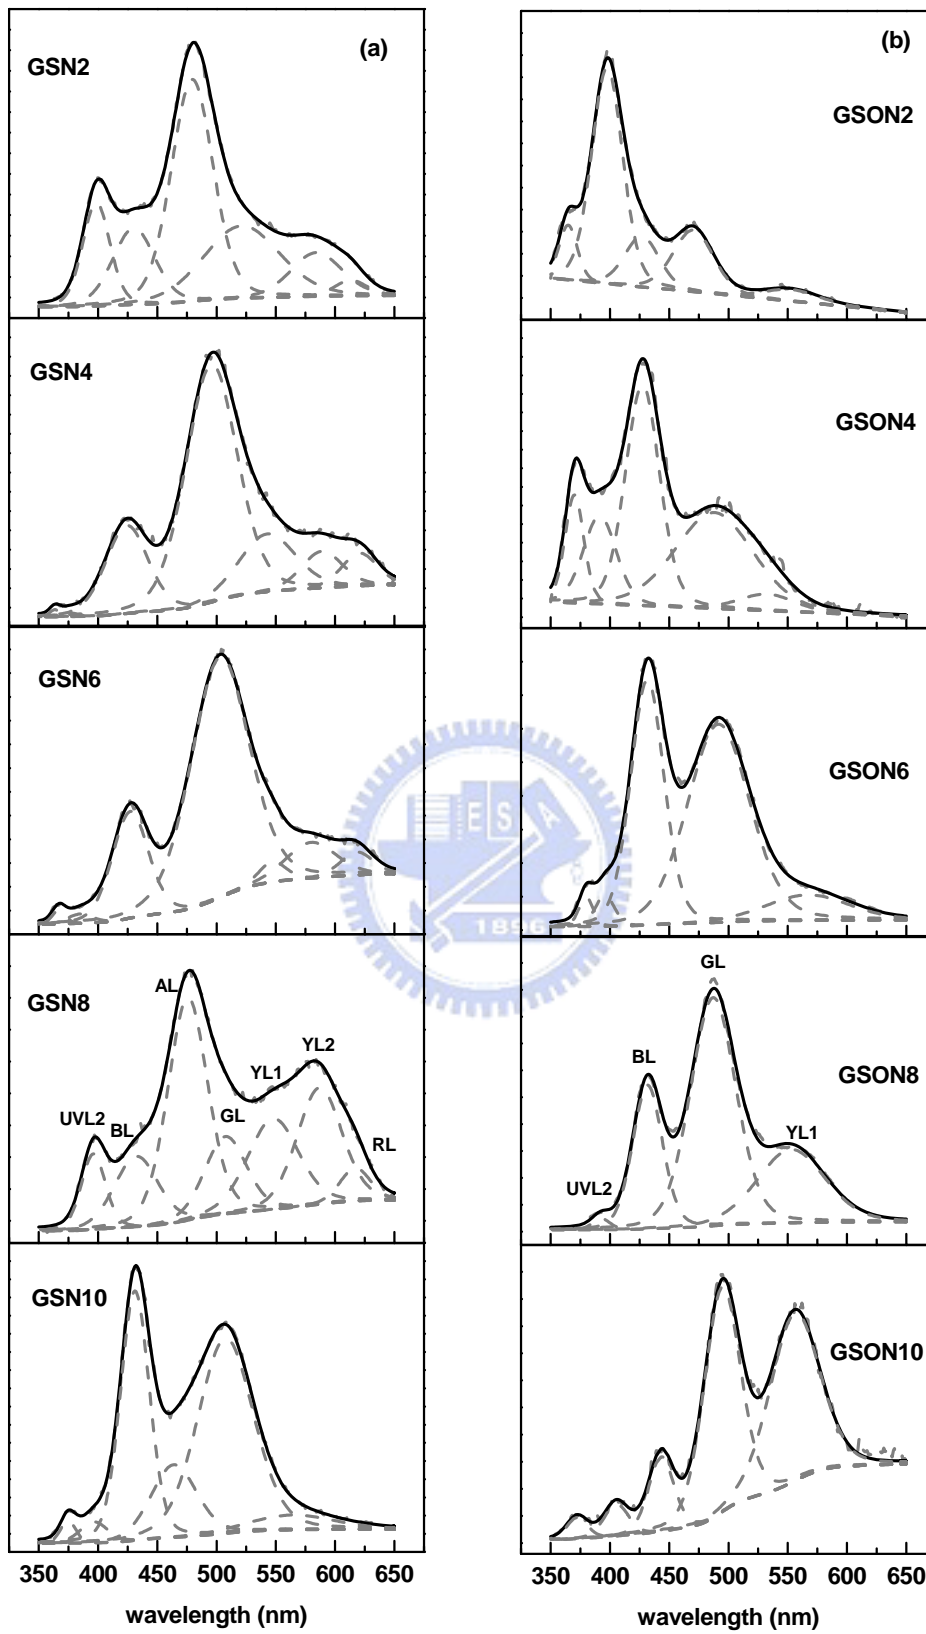 (a)
GSN2
GSN4
GSN6
GSN8
UVL2
BL
AL
GL
YL1
YL2
RL
GSN10
350 400 450 500 550 600 650
wavelength (nm)
(b)
GSON2
GSON4
GSON6
GSON8
UVL2
BL
GL
YL1
GSON10
350 400 450 500 550 600 650
wavelength (nm)
E S A
1896